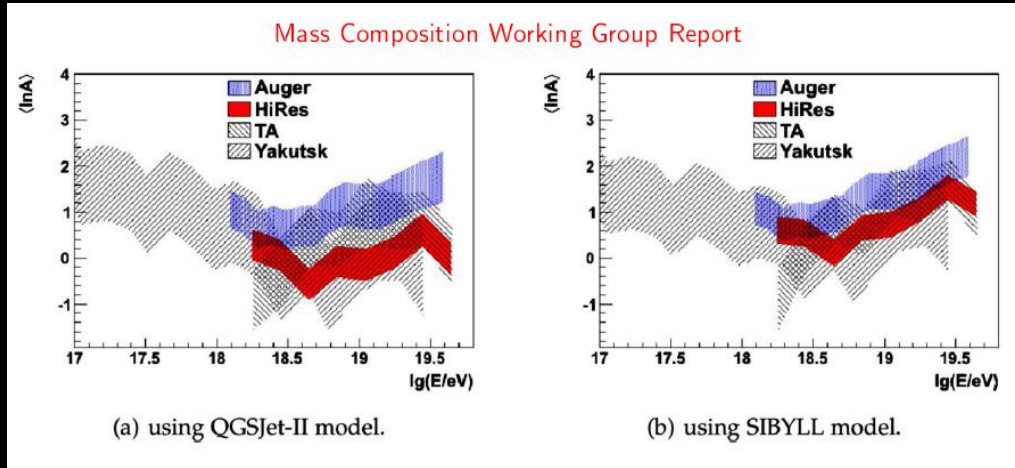 Mass Composition Working Group Report
⟨lnA⟩
4
3
2
1
0
-1
Auger
HiRes
TA
Yakutsk
17
17.5
18
18.5
19
19.5
lg(E/eV)
(a) using QGSJet-II model.
⟨lnA⟩
4
3
2
1
0
-1
Auger
HiRes
TA
Yakutsk
17
17.5
18
18.5
19
19.5
lg(E/eV)
(b) using SIBYLL model.